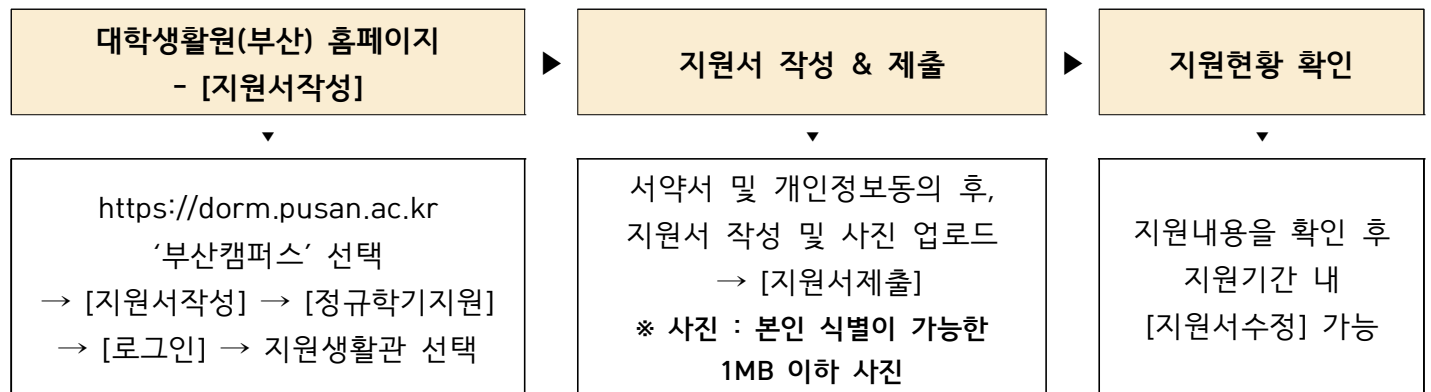 대학생활원(부산) 홈페이지
- [지원서작성]
▶
지원서 작성 & 제출
▶
지원현황 확인
▼
▼
▼
https://dorm.pusan.ac.kr
‘부산캠퍼스’ 선택
→ [지원서작성] → [정규학기지원]
→ [로그인] → 지원생활관 선택
서약서 및 개인정보동의 후,
지원서 작성 및 사진 업로드
→ [지원서제출]
※ 사진 : 본인 식별이 가능한
1MB 이하 사진
지원내용을 확인 후
지원기간 내
[지원서수정] 가능